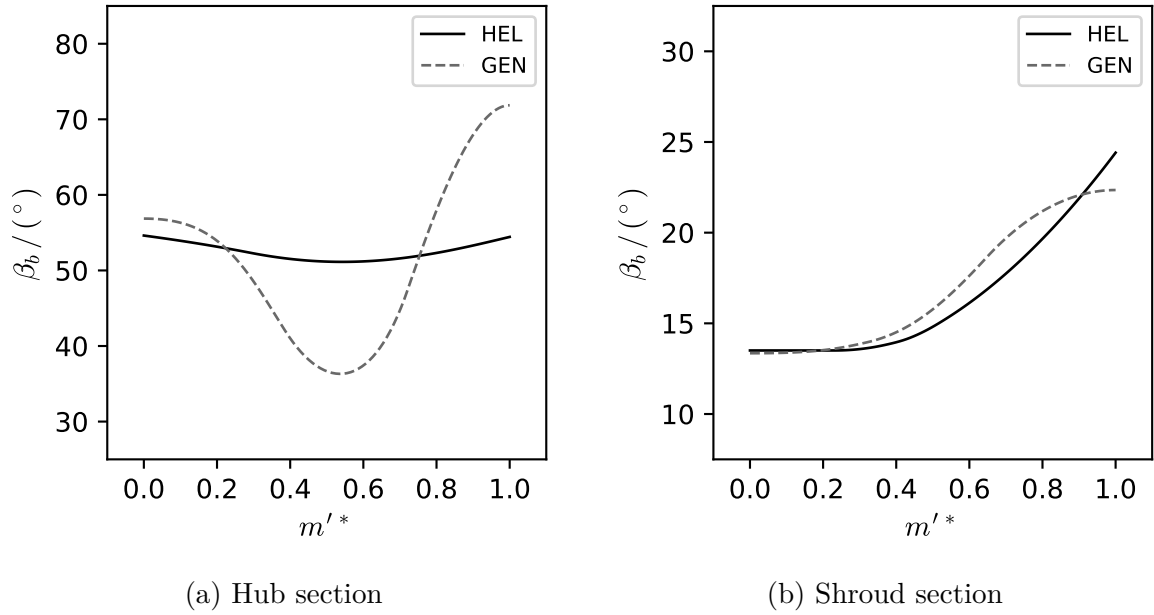 80
70
60
50
40
30
β_b / (°)
0.0 0.2 0.4 0.6 0.8 1.0
m′ *
HEL
GEN
(a) Hub section
30
25
20
15
10
β_b / (°)
0.0 0.2 0.4 0.6 0.8 1.0
m′ *
HEL
GEN
(b) Shroud section